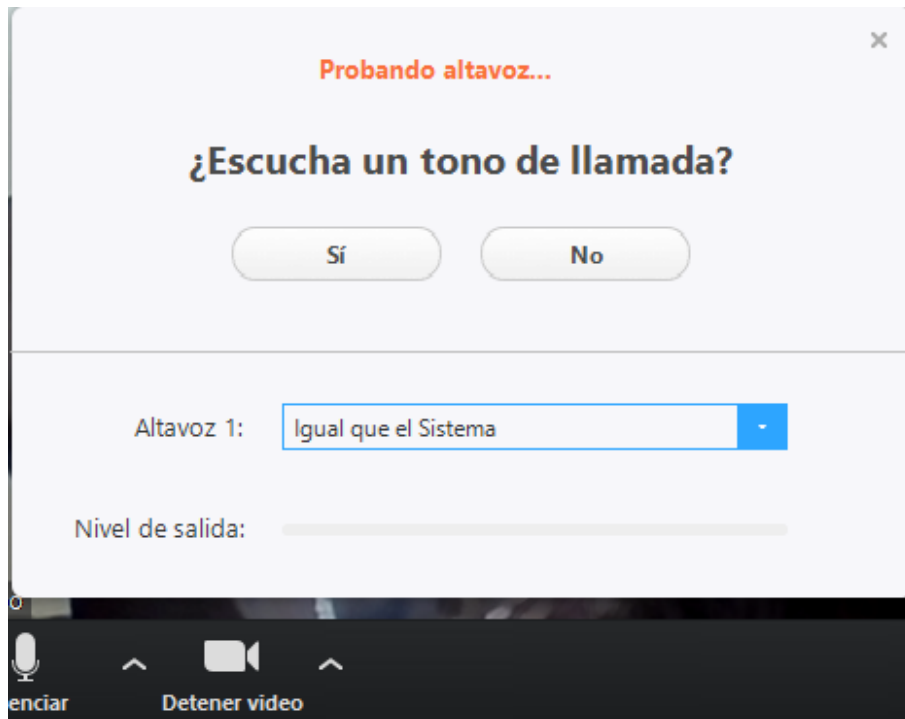 Probando altavoz...
¿Escucha un tono de llamada?
Sí No
Altavoz 1: Igual que el Sistema
Nivel de salida:
enciar Detener video